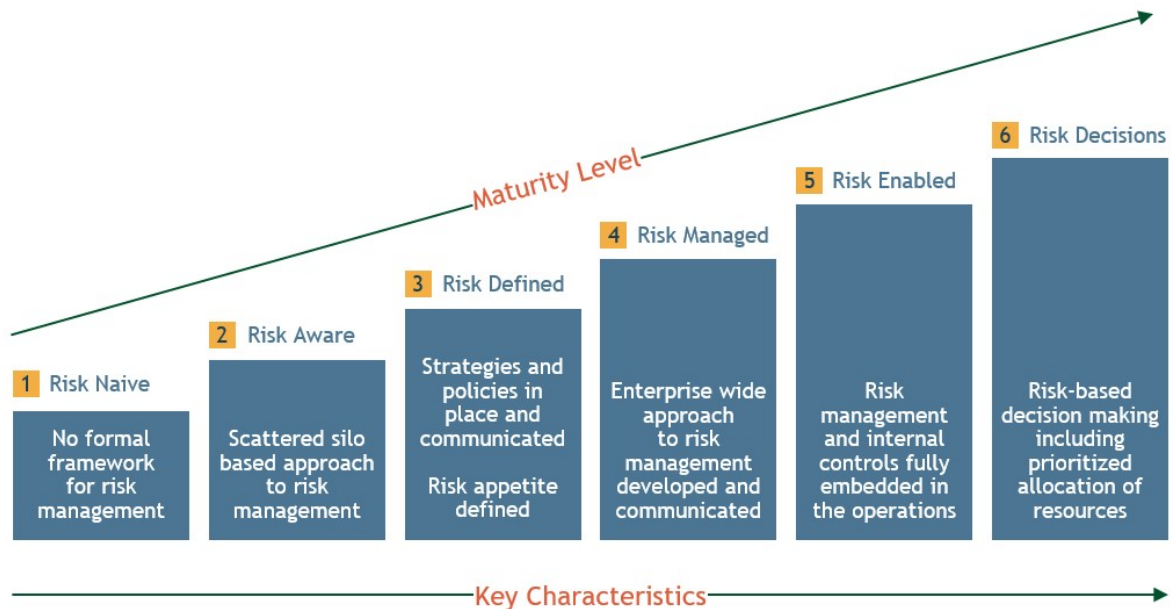 Maturity Level
1 Risk Naive
No formal
framework
for risk
management
2 Risk Aware
Scattered silo
based approach
to risk
management
3 Risk Defined
Strategies and
policies in
place and
communicated
Risk appetite
defined
4 Risk Managed
Enterprise wide
approach
to risk
management
developed and
communicated
5 Risk Enabled
Risk
management
and internal
controls fully
embedded in
the operations
6 Risk Decisions
Risk-based
decision making
including
prioritized
allocation of
resources
Key Characteristics